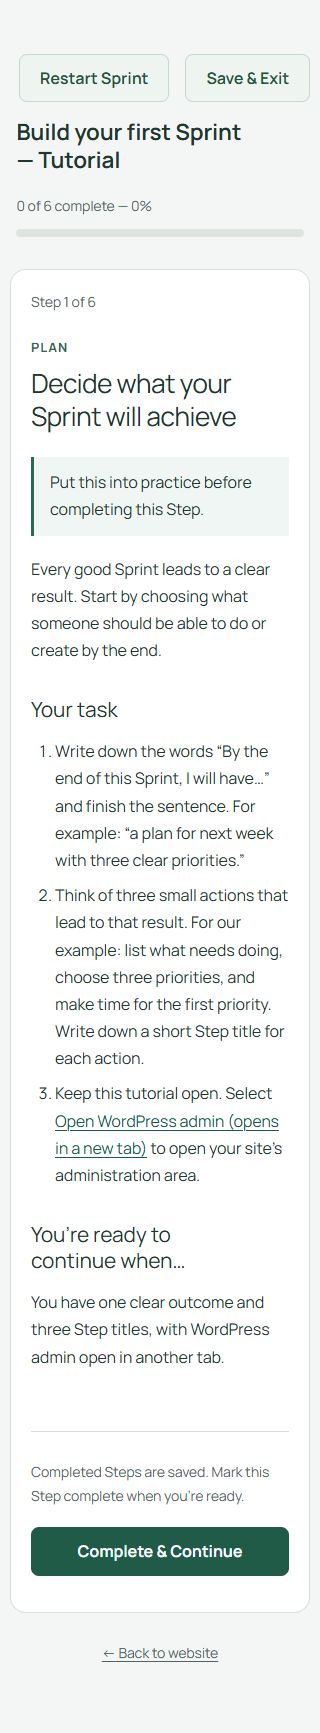 Restart Sprint
Save & Exit
Build your first Sprint
— Tutorial
0 of 6 complete — 0%
Step 1 of 6
PLAN
Decide what your
Sprint will achieve
Put this into practice before
completing this Step.
Every good Sprint leads to a clear
result. Start by choosing what
someone should be able to do or
create by the end.
Your task
1. Write down the words “By the
end of this Sprint, I will have…”
and finish the sentence. For
example: “a plan for next week
with three clear priorities.”
2. Think of three small actions that
lead to that result. For our
example: list what needs doing,
choose three priorities, and
make time for the first priority.
Write down a short Step title for
each action.
3. Keep this tutorial open. Select
Open WordPress admin (opens
in a new tab) to open your site’s
administration area.
You’re ready to
continue when…
You have one clear outcome and
three Step titles, with WordPress
admin open in another tab.
Completed Steps are saved. Mark this
Step complete when you’re ready.
Complete & Continue
← Back to website